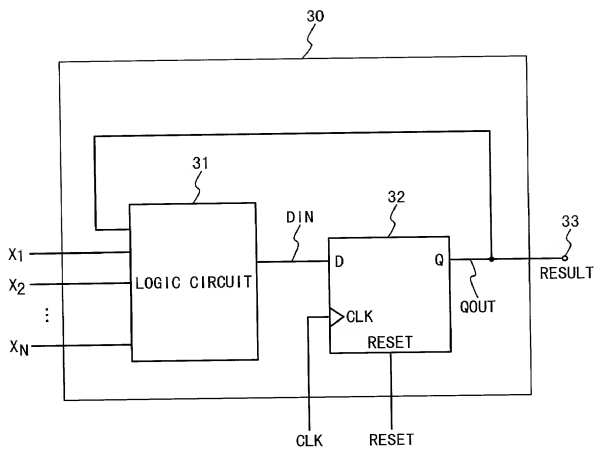 30
31
32
33
DIN
X1
X2
⋮
XN
LOGIC CIRCUIT
D
Q
CLK
RESET
QOUT
RESULT
CLK
RESET